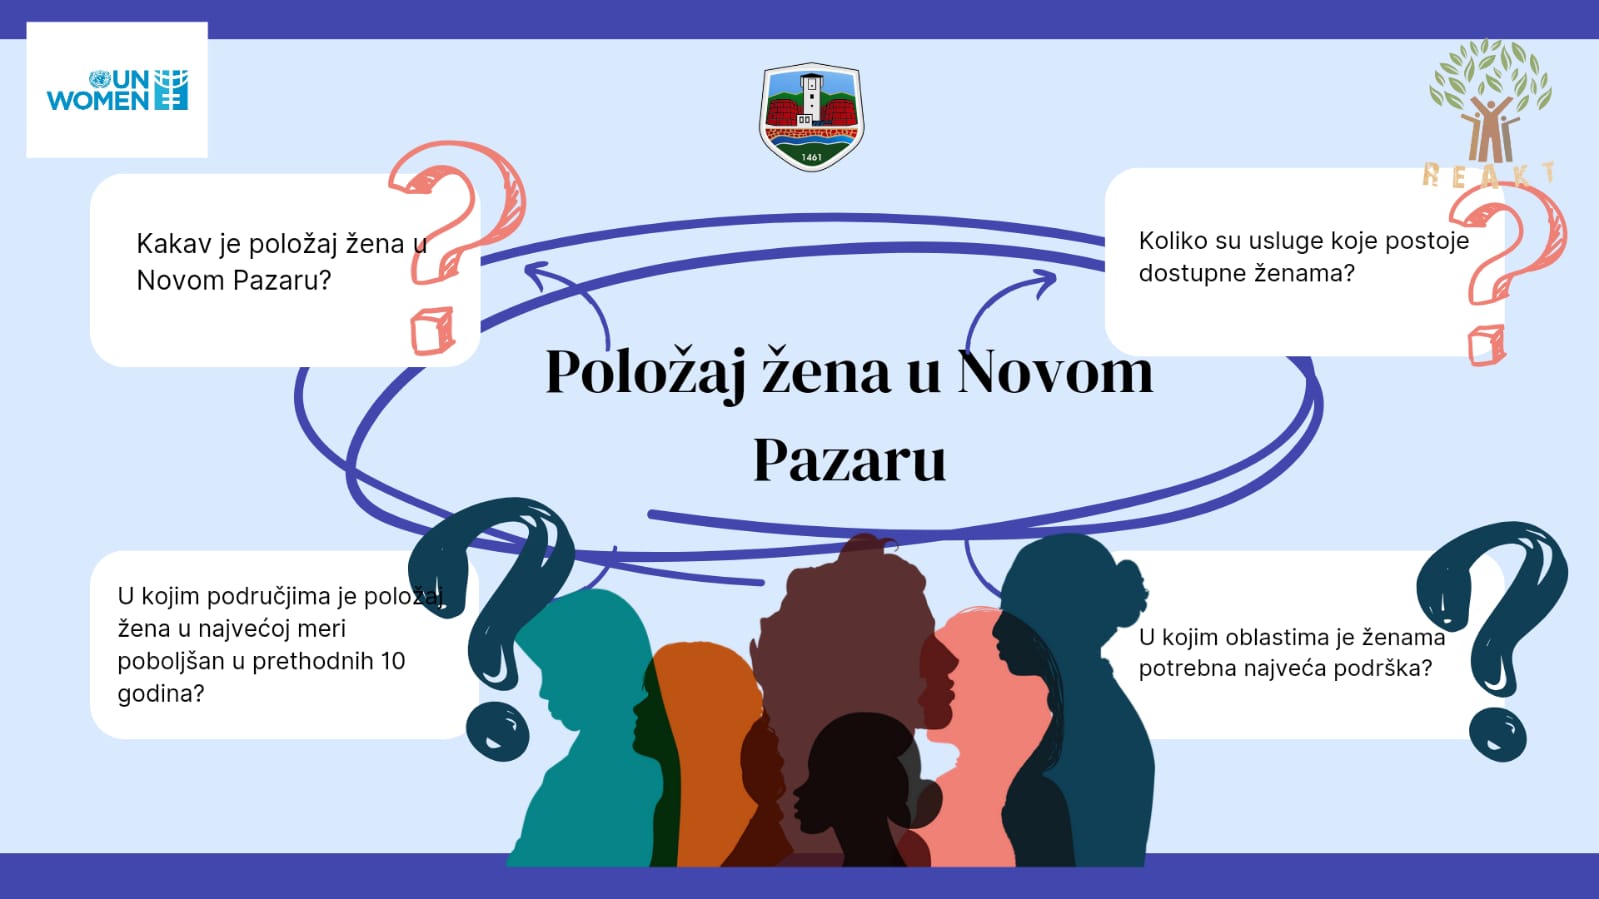 UN
WOMEN
1461
REAKT
Kakav je položaj žena u
Novom Pazaru?
Koliko su usluge koje postoje
dostupne ženama?
Položaj žena u Novom
Pazaru
U kojim područjima je položaj
žena u najvećoj meri
poboljšan u prethodnih 10
godina?
U kojim oblastima je ženama
potrebna najveća podrška?